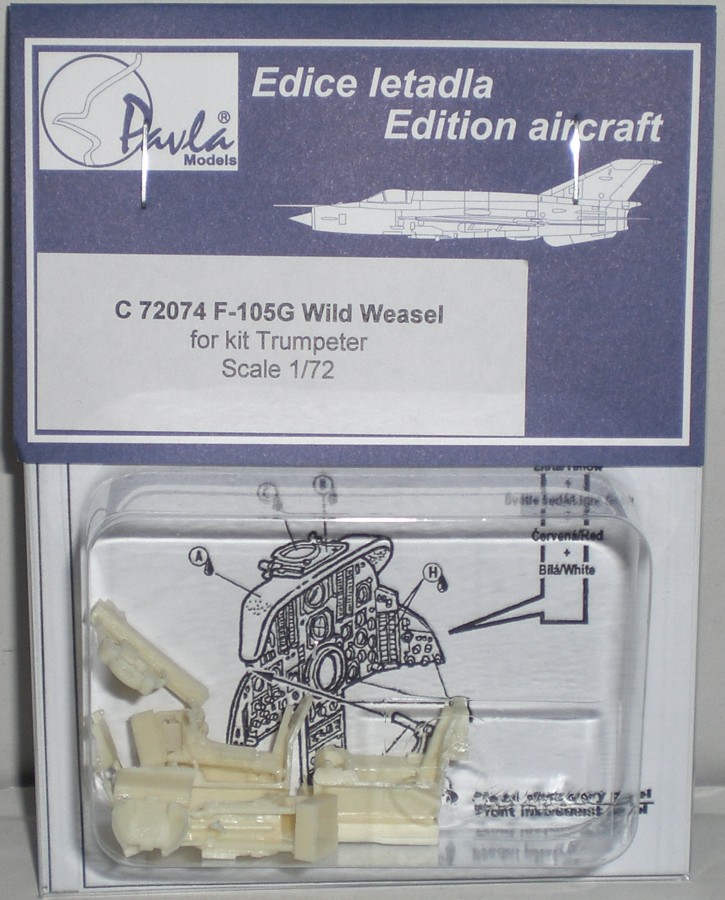 Pavla®
Models
Edice letadla
Edition aircraft
C 72074 F-105G Wild Weasel
for kit Trumpeter
Scale 1/72
A
H
Červená/Red
+
Bílá/White